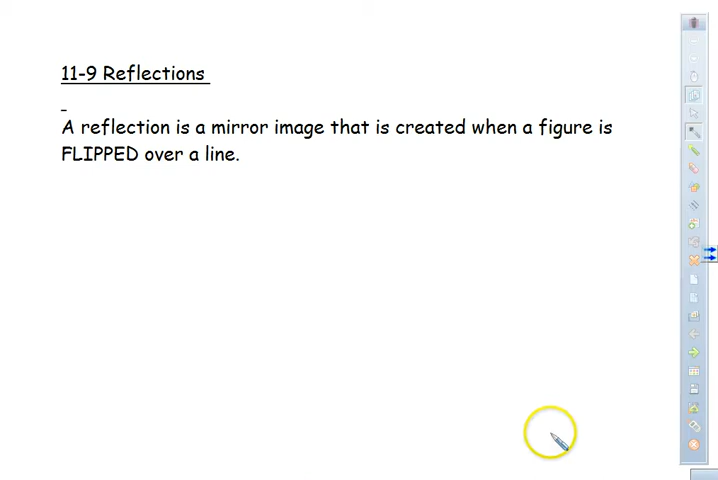 11-9 Reflections
A reflection is a mirror image that is created when a figure is
FLIPPED over a line.